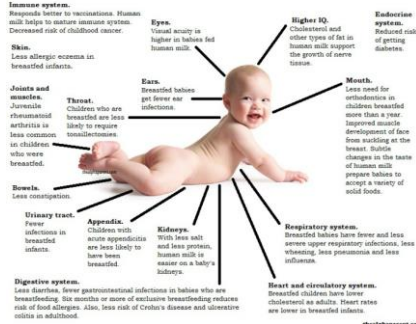 Immune system.
Responds better to vaccinations. Human
milk helps to mature immune system.
Decreased risk of childhood cancer.
Eyes.
Visual acuity is
higher in babies fed
human milk.
Higher IQ.
Cholesterol and
other types of fat in
human milk support
the growth of nerve
tissue.
Endocrine
system.
Reduced risk
of getting
diabetes.
Skin.
Less allergic eczema in
breastfed infants.
Ears.
Breastfed babies
get fewer ear
infections.
Mouth.
Less need for
orthodontics in
children breastfed
more than a year.
Improved muscle
development of face
from suckling at the
breast. Subtle
changes in the taste
of human milk
prepare babies to
accept a variety of
solid foods.
Joints and
muscles.
Juvenile
rheumatoid
arthritis is
less common
in children
who were
breastfed.
Throat.
Children who are
breastfed are less
likely to require
tonsillectomies.
Bowels.
Less constipation.
Urinary tract.
Fewer
infections in
breastfed
infants.
Appendix.
Children with
acute appendicitis
are less likely to
have been
breastfed.
Kidneys.
With less salt
and less protein,
human milk is
easier on a baby's
kidneys.
Respiratory system.
Breastfed babies have fewer and less
severe upper respiratory infections, less
wheezing, less pneumonia and less
influenza.
Heart and circulatory system.
Breastfed children have lower
cholesterol as adults. Heart rates
are lower in breastfed infants.
Digestive system.
Less diarrhea, fewer gastrointestinal infections in babies who are
breastfeeding. Six months or more of exclusive breastfeeding reduces
risk of food allergies. Also, less risk of Crohn's disease and ulcerative
colitis in adulthood.